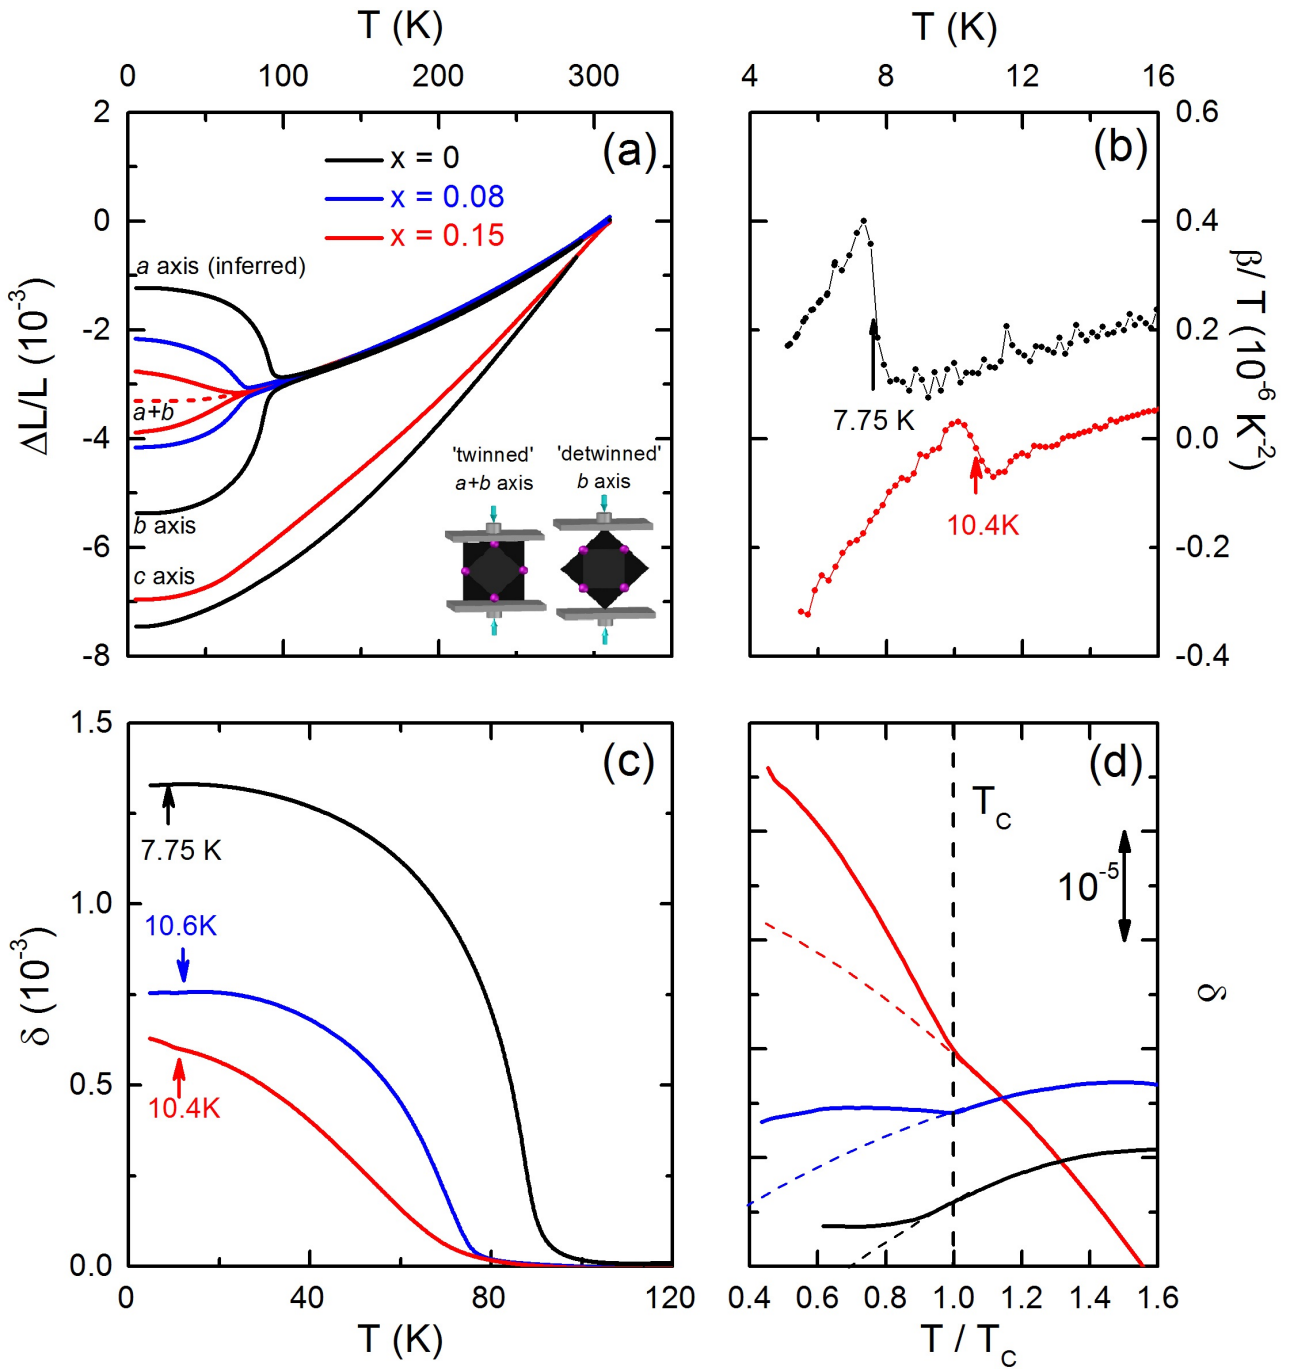 T (K)
0 100 200 300
2
0
-2
-4
-6
-8
ΔL/L (10⁻³)
(a)
x = 0
x = 0.08
x = 0.15
a axis (inferred)
a+b
b axis
c axis
'twinned'
a+b axis
'detwinned'
b axis
T (K)
4 8 12 16
0.6
0.4
0.2
0.0
-0.2
-0.4
β/ T (10⁻⁶ K⁻²)
(b)
7.75 K
10.4K
1.5
1.0
0.5
0.0
δ (10⁻³)
(c)
7.75 K
10.6K
10.4K
0 40 80 120
T (K)
(d)
T_C
10⁻⁵
δ
0.4 0.6 0.8 1.0 1.2 1.4 1.6
T / T_C